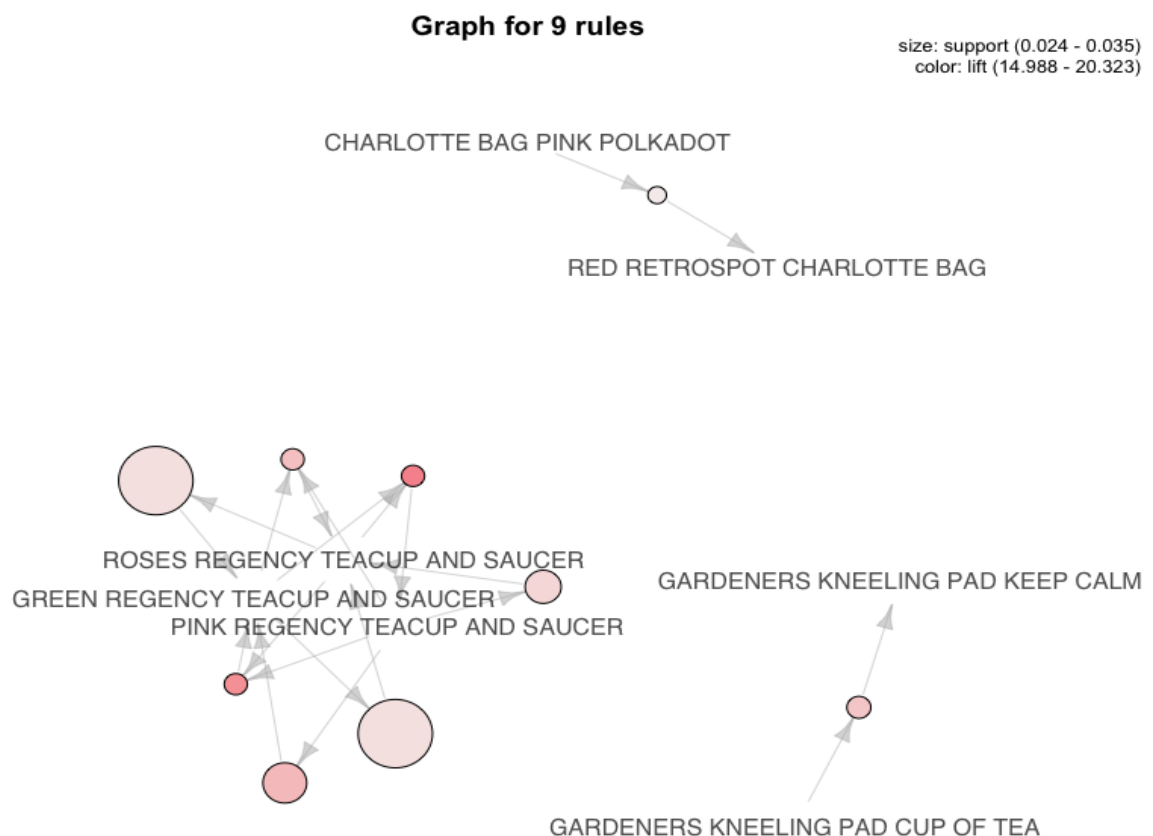 Graph for 9 rules
size: support (0.024 - 0.035)
color: lift (14.988 - 20.323)
CHARLOTTE BAG PINK POLKADOT
RED RETROSPOT CHARLOTTE BAG
ROSES REGENCY TEACUP AND SAUCER
GREEN REGENCY TEACUP AND SAUCER
PINK REGENCY TEACUP AND SAUCER
GARDENERS KNEELING PAD KEEP CALM
GARDENERS KNEELING PAD CUP OF TEA